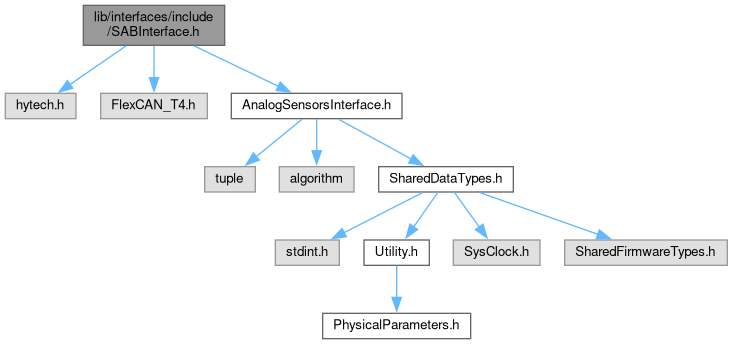 lib/interfaces/include
/SABInterface.h
hytech.h
FlexCAN_T4.h
AnalogSensorsInterface.h
tuple
algorithm
SharedDataTypes.h
stdint.h
Utility.h
SysClock.h
SharedFirmwareTypes.h
PhysicalParameters.h